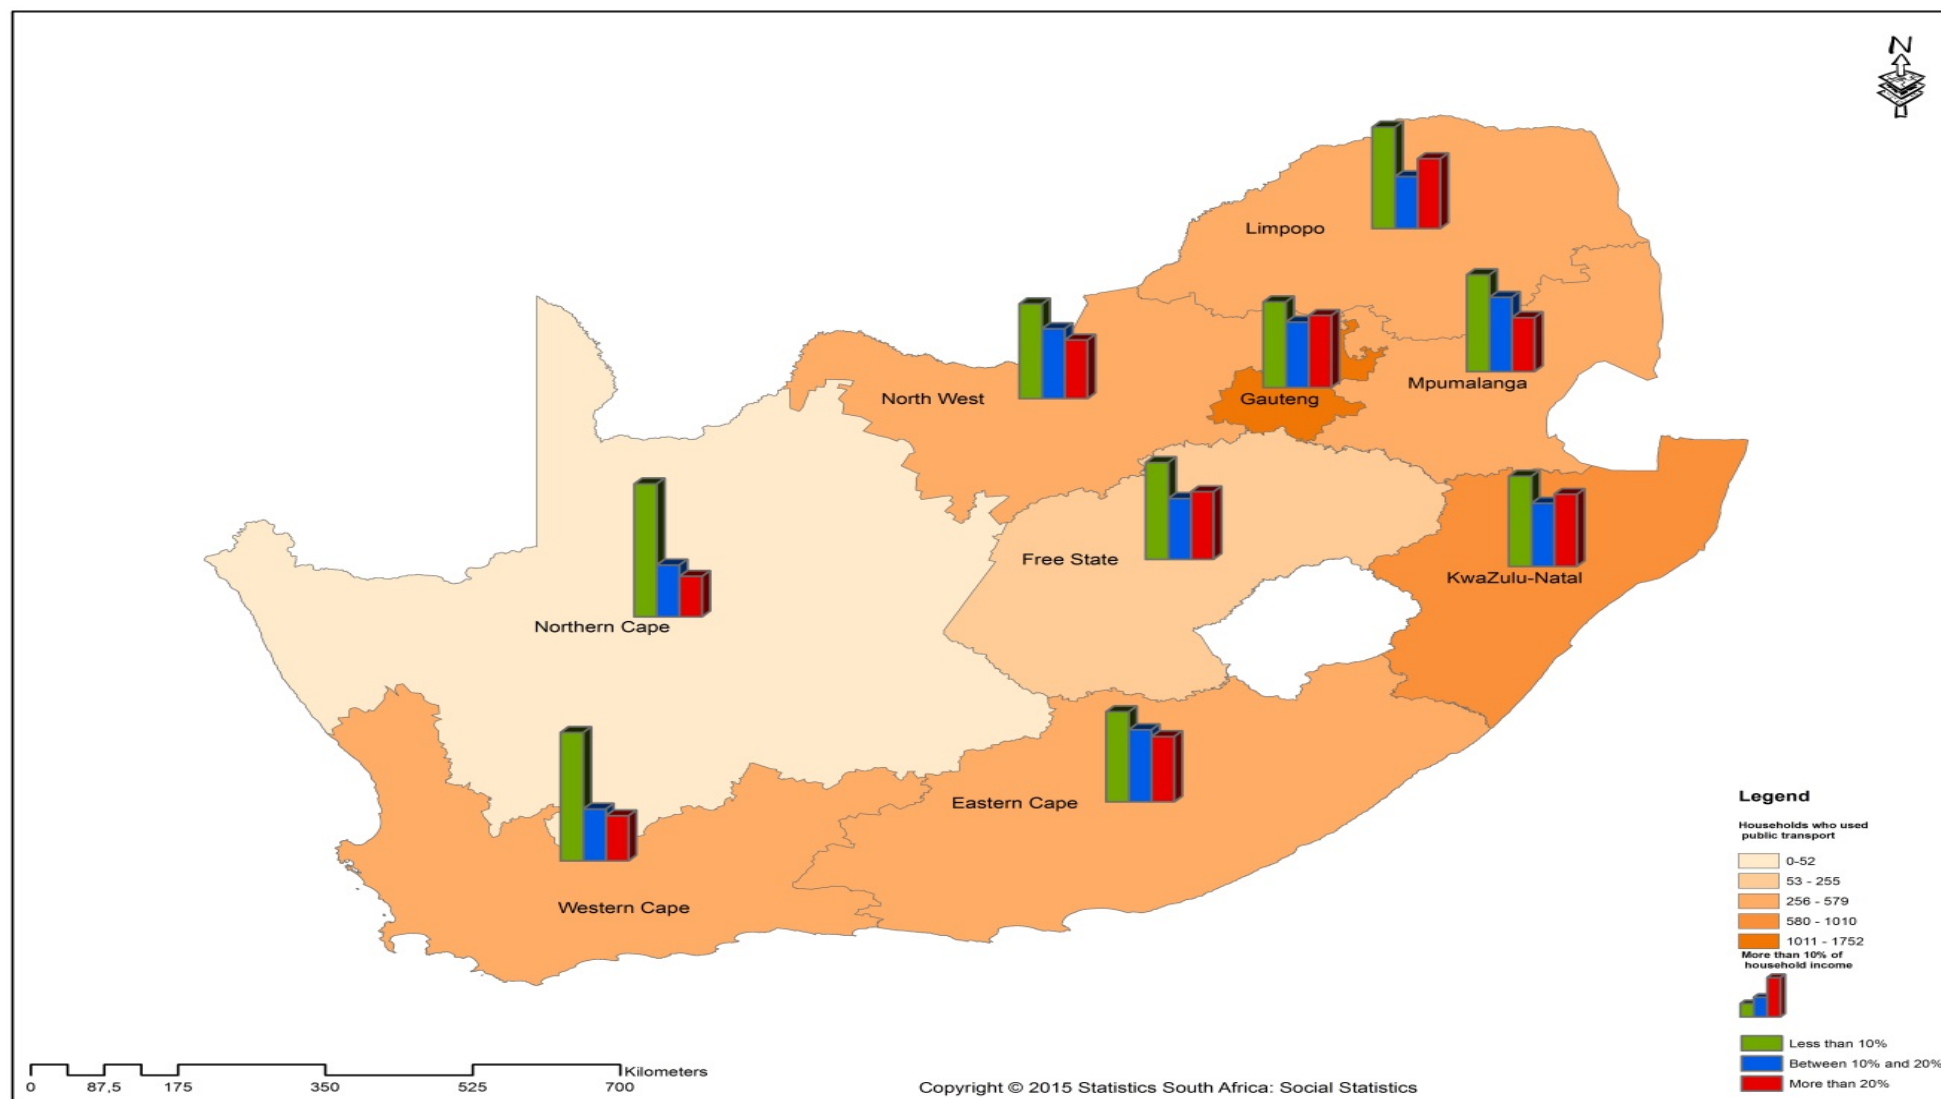 N
Limpopo
Mpumalanga
North West
Gauteng
Free State
KwaZulu-Natal
Northern Cape
Eastern Cape
Western Cape
Legend
Households who used
public transport
0-52
53 - 255
256 - 579
580 - 1010
1011 - 1752
More than 10% of
household income
Less than 10%
Between 10% and 20%
More than 20%
Kilometers
0 87,5 175 350 525 700
Copyright © 2015 Statistics South Africa: Social Statistics